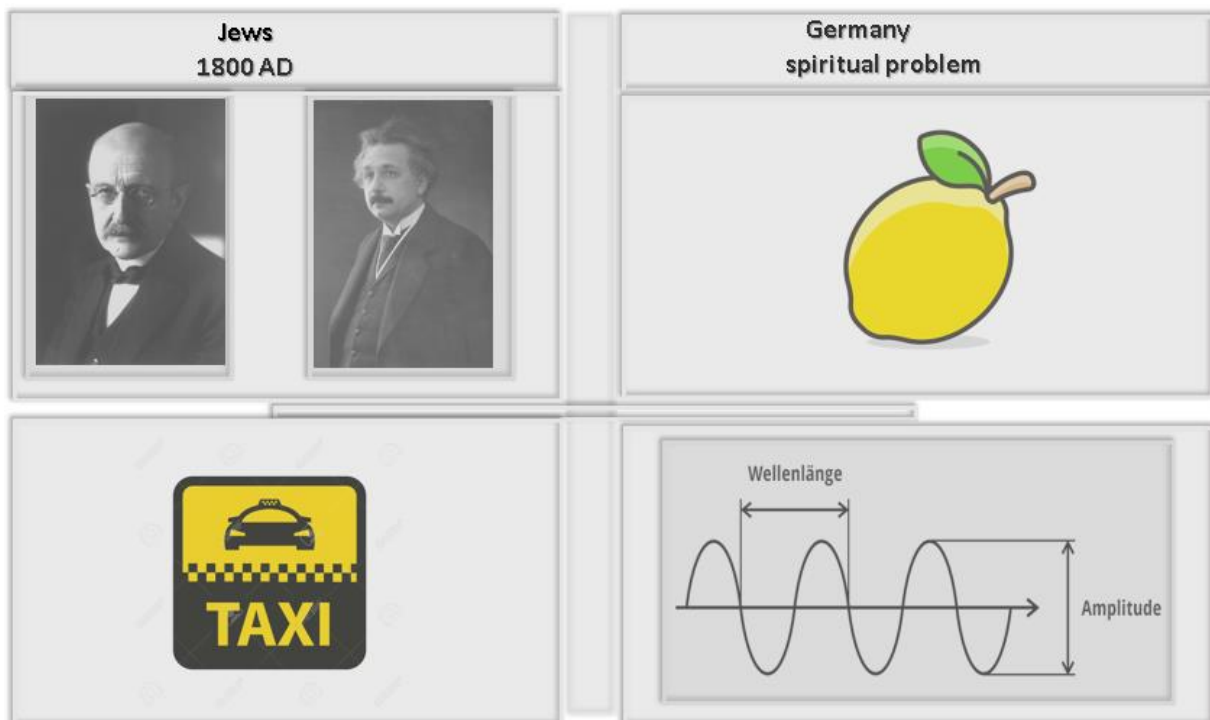 Jews
1800 AD
Germany
spiritual problem
TAXI
Wellenlänge
Amplitude